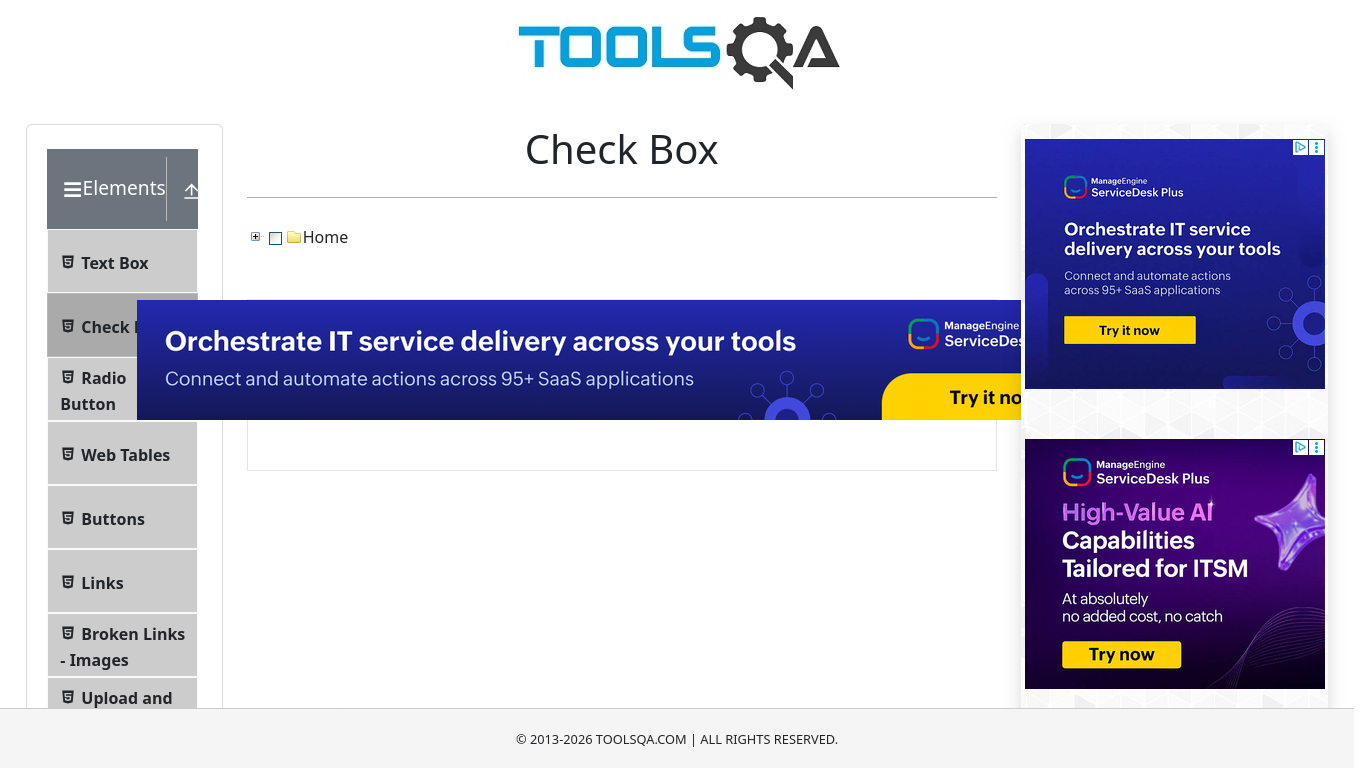 TOOLSQA
Elements
Text Box
Check
Radio
Button
Web Tables
Buttons
Links
Broken Links
- Images
Upload and
Check Box
Home
Orchestrate IT service delivery across your tools
Connect and automate actions across 95+ SaaS applications
ManageEngine
ServiceDes
Try it no
ManageEngine
ServiceDesk Plus
Orchestrate IT service
delivery across your tools
Connect and automate actions
across 95+ SaaS applications
Try it now
ManageEngine
ServiceDesk Plus
High-Value AI
Capabilities
Tailored for ITSM
At absolutely
no added cost, no catch
Try now
© 2013-2026 TOOLSQA.COM | ALL RIGHTS RESERVED.